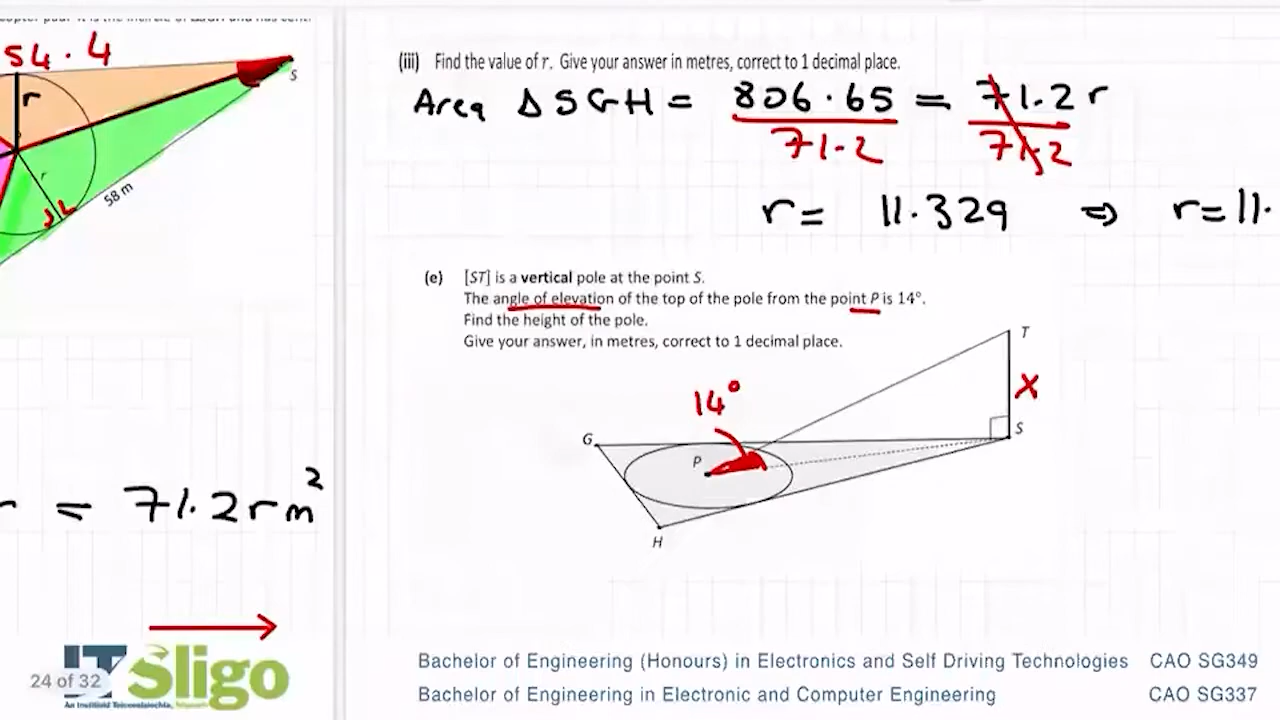 54.4
S
r
r
58 m
= 71.2 r m²
24 of 32
IT Sligo
(iii) Find the value of r. Give your answer in metres, correct to 1 decimal place.
Area Δ SGH = 806.65 = 71.2 r
71.2 71.2
r = 11.329 ⇒ r = 11.
(e) [ST] is a vertical pole at the point S.
The angle of elevation of the top of the pole from the point P is 14°.
Find the height of the pole.
Give your answer, in metres, correct to 1 decimal place.
T
14°
X
G
S
P
H
Bachelor of Engineering (Honours) in Electronics and Self Driving Technologies CAO SG349
Bachelor of Engineering in Electronic and Computer Engineering CAO SG337